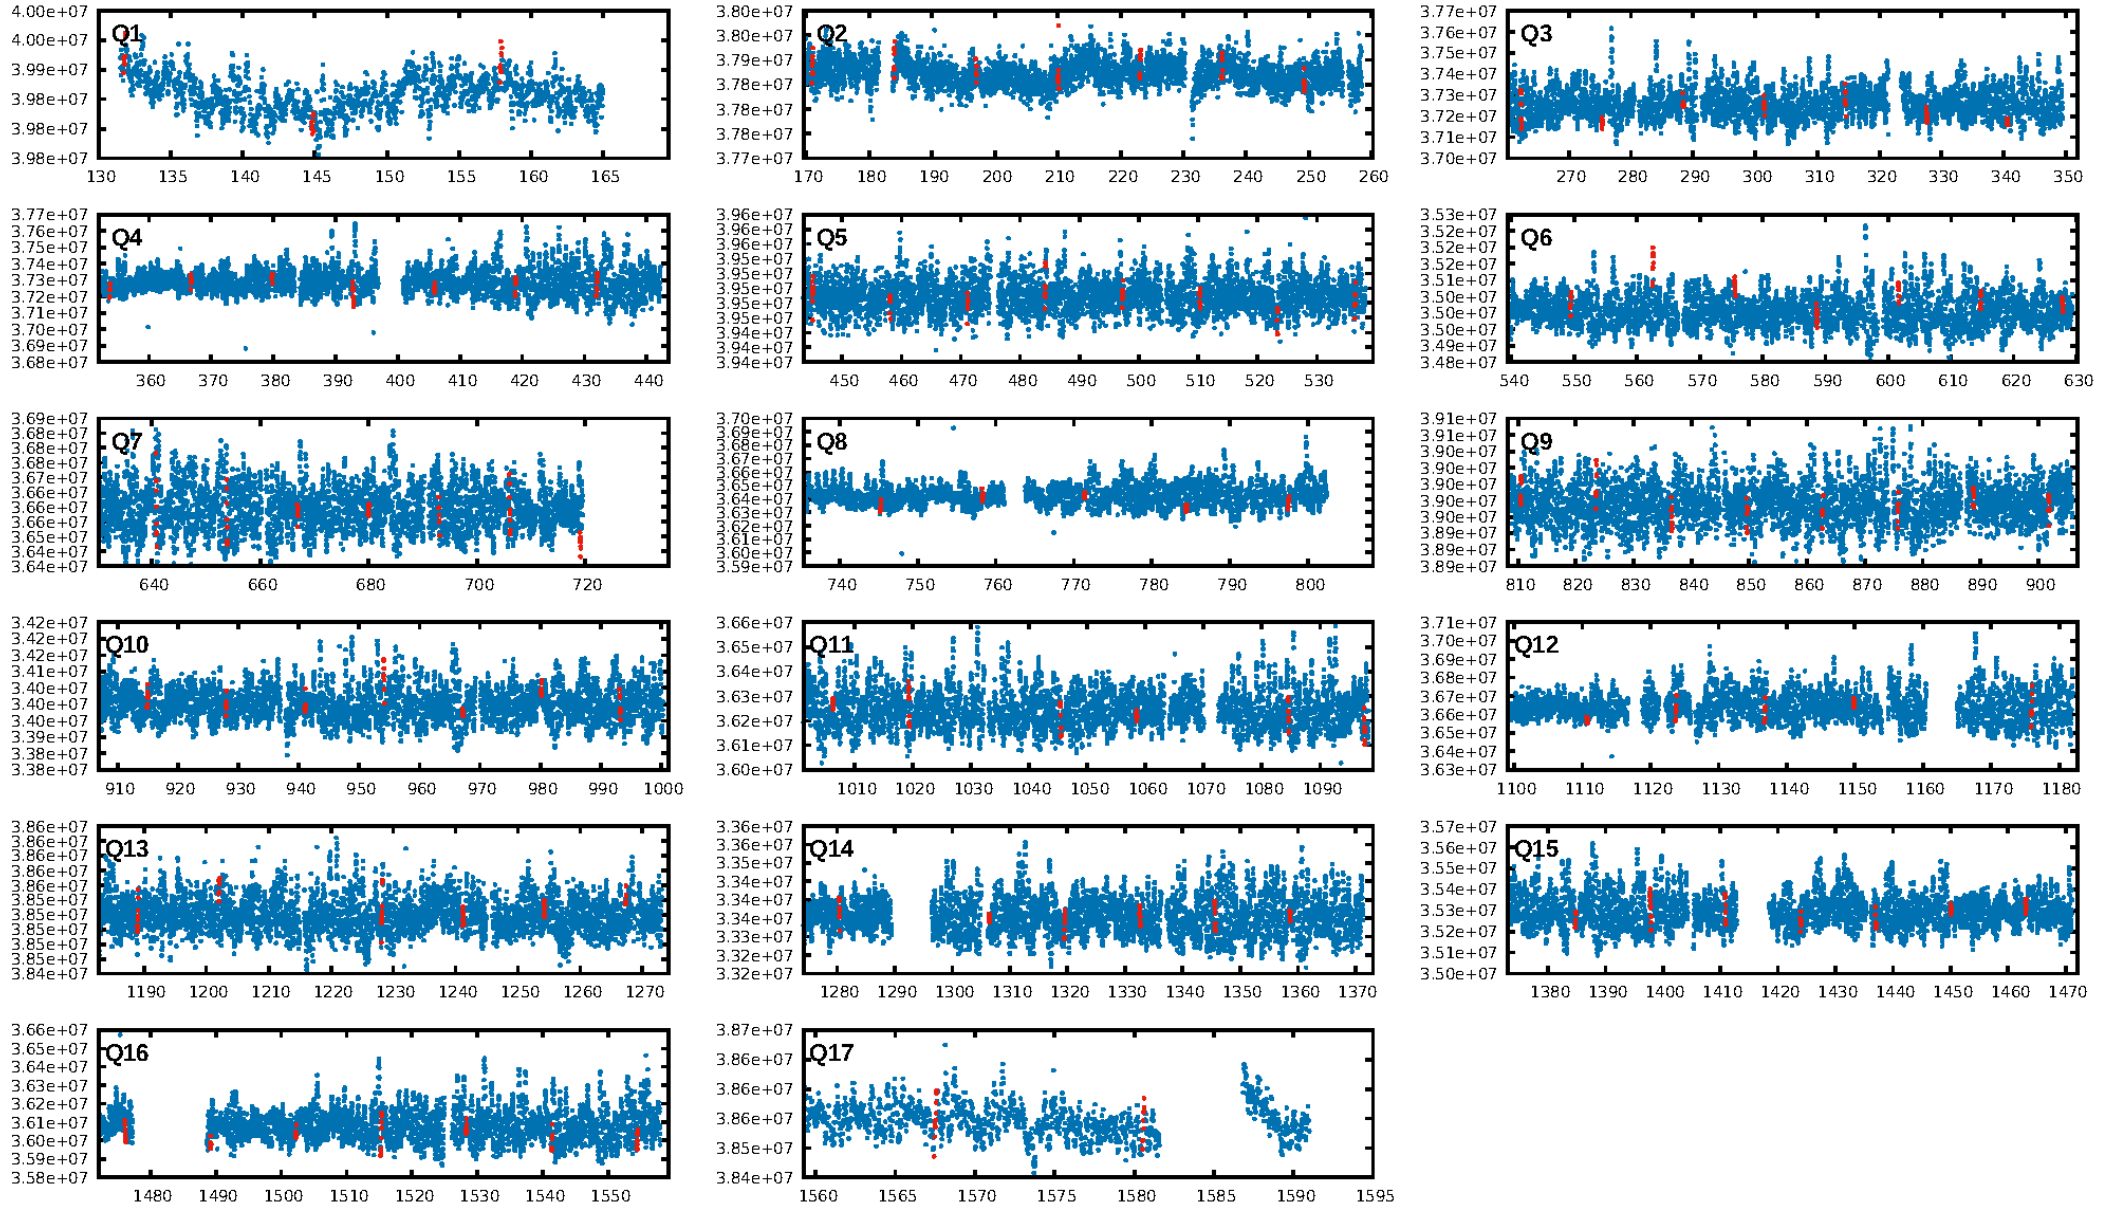 Q1
4.00e+07
4.00e+07
3.99e+07
3.98e+07
3.98e+07
3.98e+07
130 135 140 145 150 155 160 165
Q2
3.80e+07
3.80e+07
3.79e+07
3.78e+07
3.78e+07
3.78e+07
3.77e+07
170 180 190 200 210 220 230 240 250 260
Q3
3.77e+07
3.76e+07
3.75e+07
3.74e+07
3.73e+07
3.72e+07
3.71e+07
3.70e+07
270 280 290 300 310 320 330 340 350
Q4
3.77e+07
3.76e+07
3.75e+07
3.74e+07
3.73e+07
3.72e+07
3.71e+07
3.70e+07
3.69e+07
3.68e+07
360 370 380 390 400 410 420 430 440
Q5
3.96e+07
3.96e+07
3.96e+07
3.95e+07
3.95e+07
3.95e+07
3.95e+07
3.95e+07
3.94e+07
3.94e+07
3.94e+07
450 460 470 480 490 500 510 520 530
Q6
3.53e+07
3.52e+07
3.52e+07
3.51e+07
3.51e+07
3.50e+07
3.50e+07
3.49e+07
3.49e+07
3.48e+07
540 550 560 570 580 590 600 610 620 630
Q7
3.69e+07
3.68e+07
3.68e+07
3.68e+07
3.67e+07
3.66e+07
3.66e+07
3.65e+07
3.64e+07
3.64e+07
640 660 680 700 720
Q8
3.70e+07
3.69e+07
3.68e+07
3.67e+07
3.66e+07
3.65e+07
3.64e+07
3.63e+07
3.62e+07
3.61e+07
3.60e+07
3.59e+07
740 750 760 770 780 790 800
Q9
3.91e+07
3.91e+07
3.90e+07
3.90e+07
3.90e+07
3.90e+07
3.90e+07
3.89e+07
3.89e+07
3.89e+07
810 820 830 840 850 860 870 880 890 900
Q10
3.42e+07
3.42e+07
3.41e+07
3.41e+07
3.40e+07
3.40e+07
3.40e+07
3.39e+07
3.38e+07
3.38e+07
910 920 930 940 950 960 970 980 990 1000
Q11
3.66e+07
3.65e+07
3.64e+07
3.63e+07
3.62e+07
3.61e+07
3.60e+07
1010 1020 1030 1040 1050 1060 1070 1080 1090
Q12
3.71e+07
3.70e+07
3.69e+07
3.68e+07
3.67e+07
3.66e+07
3.65e+07
3.64e+07
3.63e+07
1100 1110 1120 1130 1140 1150 1160 1170 1180
Q13
3.86e+07
3.86e+07
3.86e+07
3.86e+07
3.86e+07
3.85e+07
3.85e+07
3.85e+07
3.85e+07
3.85e+07
3.84e+07
1190 1200 1210 1220 1230 1240 1250 1260 1270
Q14
3.36e+07
3.35e+07
3.35e+07
3.34e+07
3.34e+07
3.34e+07
3.33e+07
3.32e+07
3.32e+07
1280 1290 1300 1310 1320 1330 1340 1350 1360 1370
Q15
3.57e+07
3.56e+07
3.55e+07
3.54e+07
3.53e+07
3.52e+07
3.51e+07
3.50e+07
1380 1390 1400 1410 1420 1430 1440 1450 1460 1470
Q16
3.66e+07
3.65e+07
3.64e+07
3.63e+07
3.62e+07
3.61e+07
3.60e+07
3.59e+07
3.58e+07
1480 1490 1500 1510 1520 1530 1540 1550
Q17
3.87e+07
3.86e+07
3.86e+07
3.86e+07
3.85e+07
3.84e+07
1560 1565 1570 1575 1580 1585 1590 1595